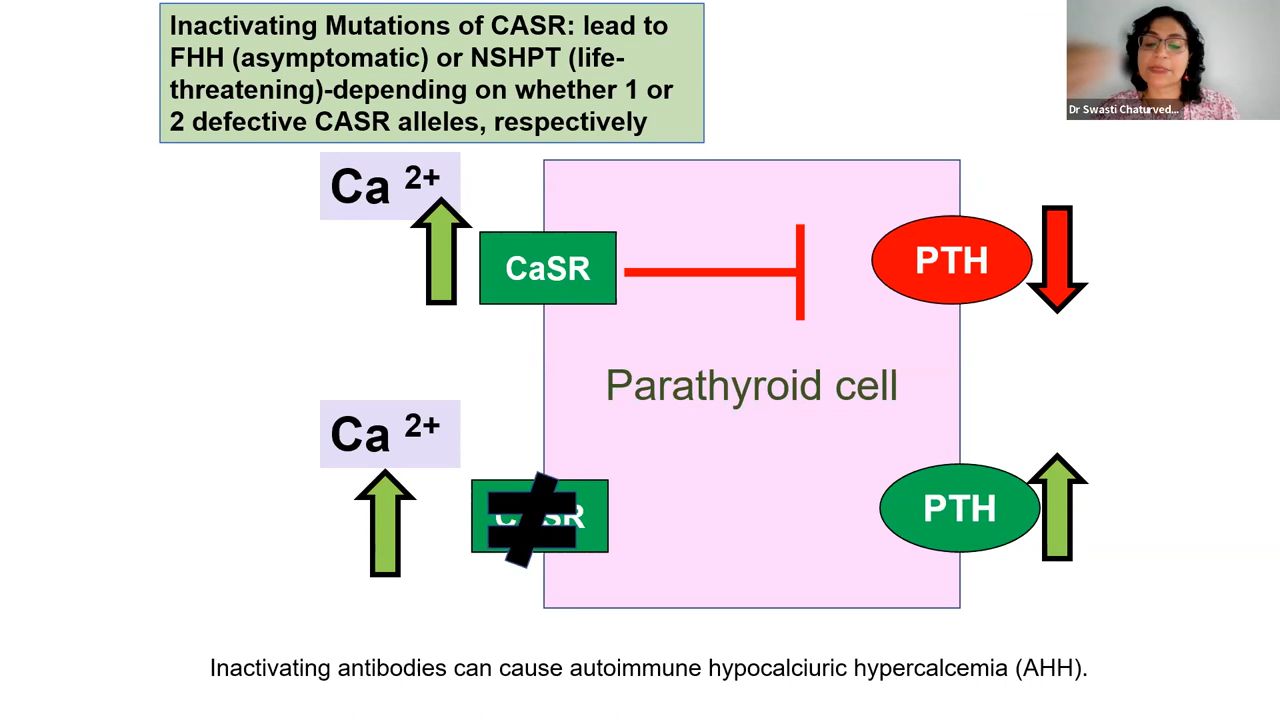 Inactivating Mutations of CASR: lead to
FHH (asymptomatic) or NSHPT (life-
threatening)-depending on whether 1 or
2 defective CASR alleles, respectively
Dr Swasti Chaturved...
Ca 2+
CaSR
PTH
Parathyroid cell
Ca 2+
PTH
Inactivating antibodies can cause autoimmune hypocalciuric hypercalcemia (AHH).